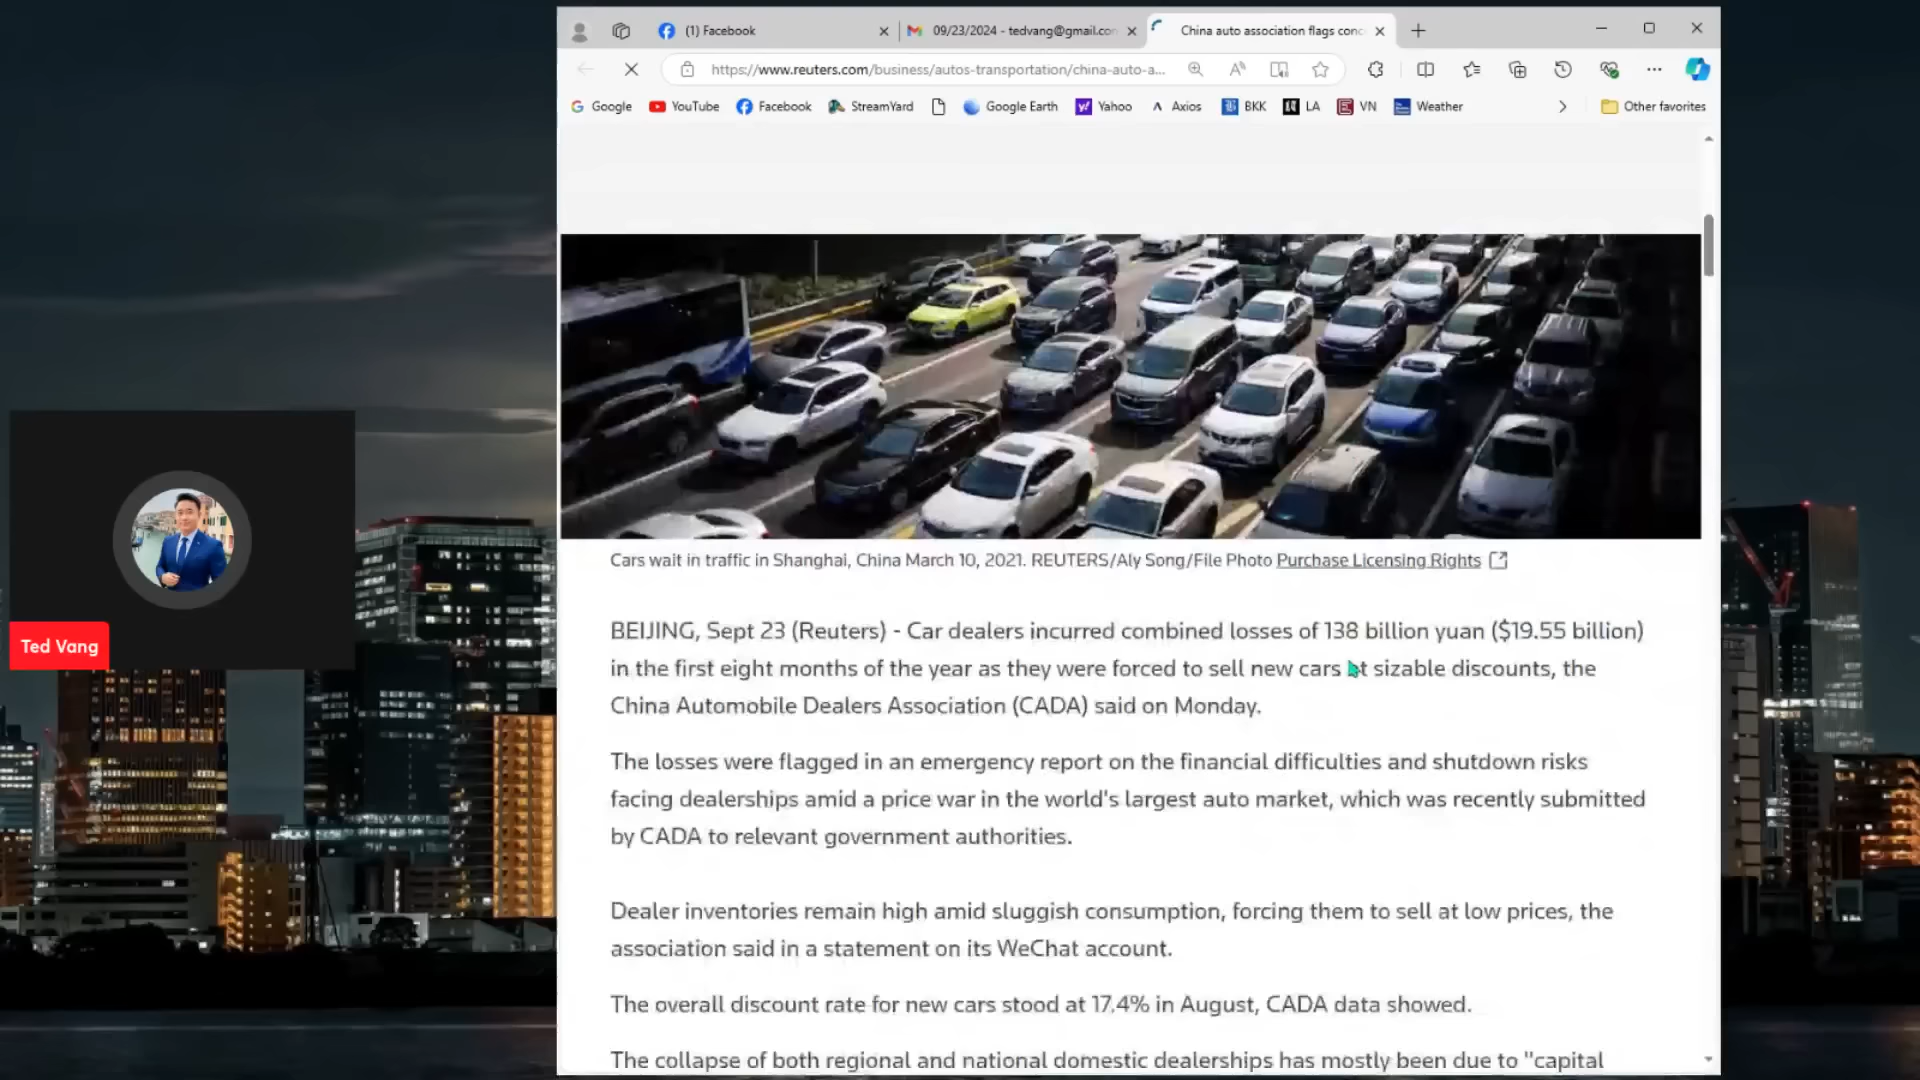 (1) Facebook
09/23/2024 - tedvang@gmail.con
China auto association flags conc
https://www.reuters.com/business/autos-transportation/china-auto-a...
Google
YouTube
Facebook
StreamYard
Google Earth
Yahoo
Axios
BKK
LA
VN
Weather
Other favorites
Cars wait in traffic in Shanghai, China March 10, 2021. REUTERS/Aly Song/File Photo Purchase Licensing Rights
BEIJING, Sept 23 (Reuters) - Car dealers incurred combined losses of 138 billion yuan ($19.55 billion)
in the first eight months of the year as they were forced to sell new cars at sizable discounts, the
China Automobile Dealers Association (CADA) said on Monday.
The losses were flagged in an emergency report on the financial difficulties and shutdown risks
facing dealerships amid a price war in the world's largest auto market, which was recently submitted
by CADA to relevant government authorities.
Dealer inventories remain high amid sluggish consumption, forcing them to sell at low prices, the
association said in a statement on its WeChat account.
The overall discount rate for new cars stood at 17.4% in August, CADA data showed.
The collapse of both regional and national domestic dealerships has mostly been due to "capital
Ted Vang